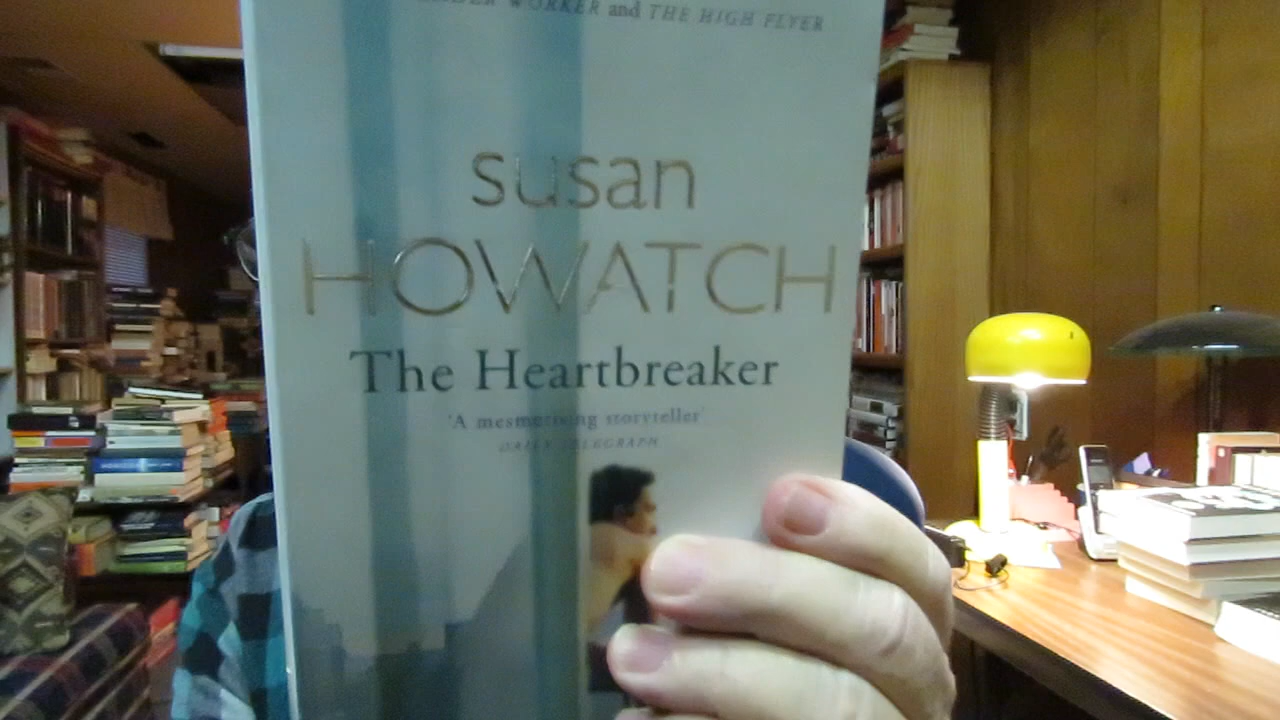 WORKER and THE HIGH FLYER
susan
HOWATCH
The Heartbreaker
'A mesmerising storyteller'
DAILY TELEGRAPH